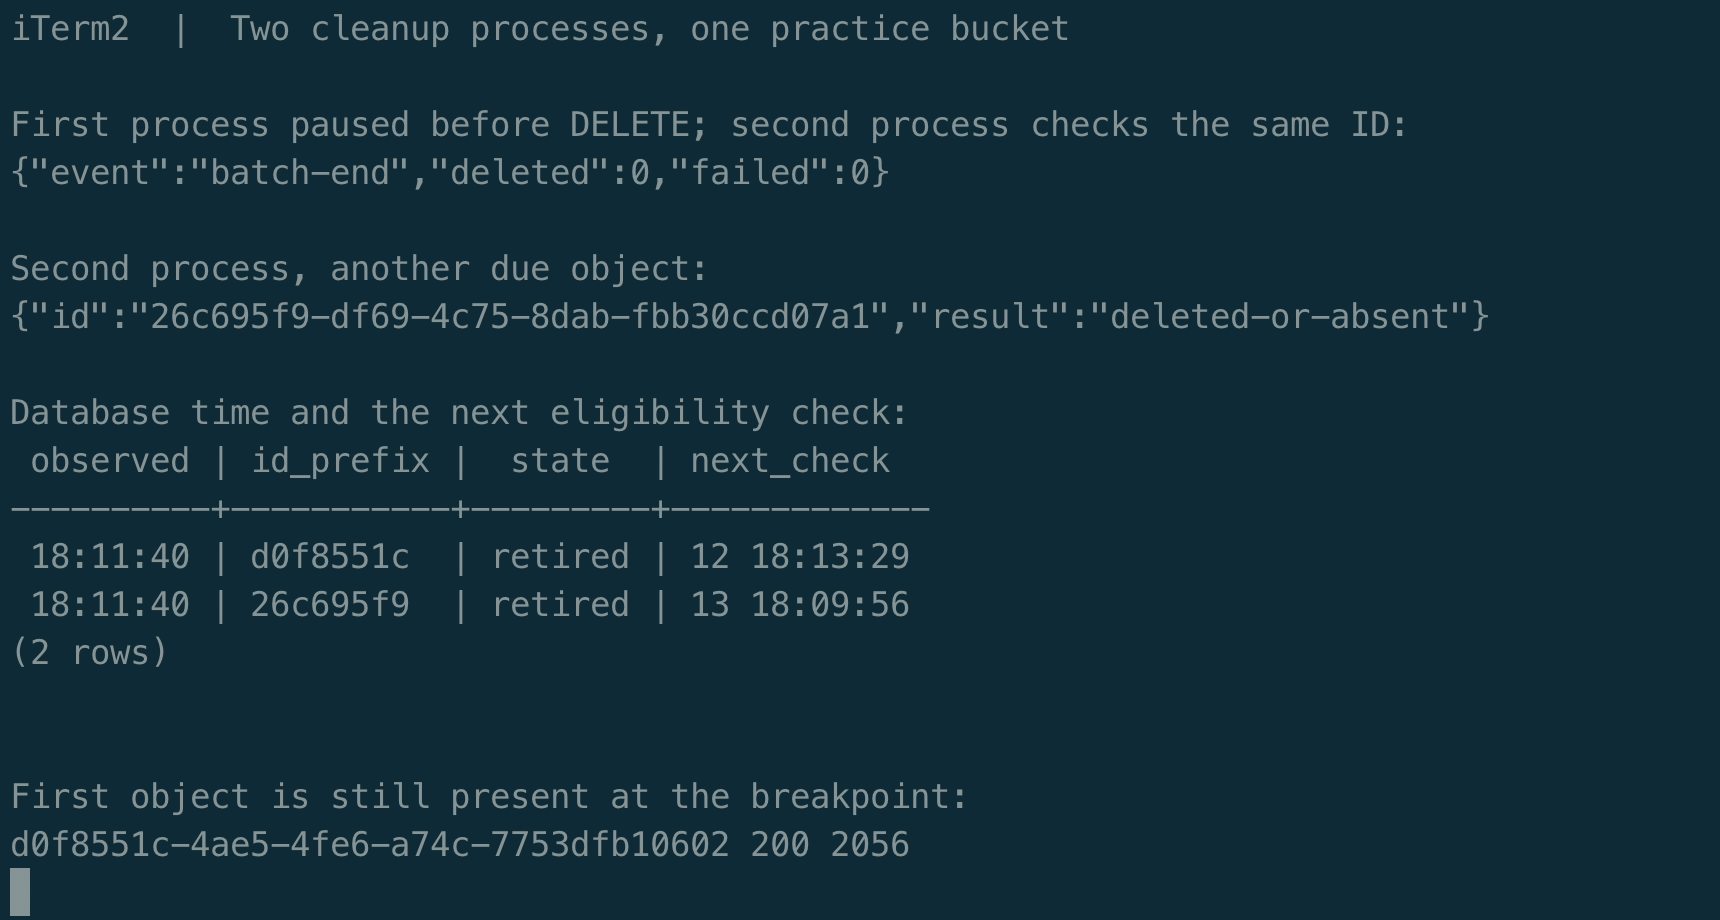 iTerm2  |  Two cleanup processes, one practice bucket
First process paused before DELETE; second process checks the same ID:
{"event":"batch-end","deleted":0,"failed":0}
Second process, another due object:
{"id":"26c695f9-df69-4c75-8dab-fbb30ccd07a1","result":"deleted-or-absent"}
Database time and the next eligibility check:
 observed | id_prefix |  state  | next_check
----------+-----------+---------+-------------
 18:11:40 | d0f8551c  | retired | 12 18:13:29
 18:11:40 | 26c695f9  | retired | 13 18:09:56
(2 rows)
First object is still present at the breakpoint:
d0f8551c-4ae5-4fe6-a74c-7753dfb10602 200 2056